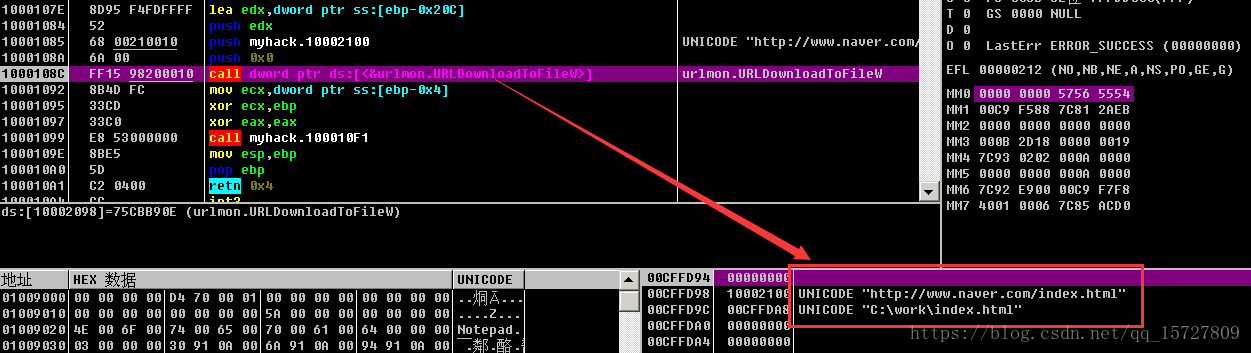 1000107E 8D95 F4FDFFFF lea edx,dword ptr ss:[ebp-0x20C]
10001084 52 push edx
10001085 68 00210010 push myhack.10002100 UNICODE "http://www.naver.com/
1000108A 6A 00 push 0x0
1000108C FF15 98200010 call dword ptr ds:[<&urlmon.URLDownloadToFileW>] urlmon.URLDownloadToFileW
10001092 8B4D FC mov ecx,dword ptr ss:[ebp-0x4]
10001095 33CD xor ecx,ebp
10001097 33C0 xor eax,eax
10001099 E8 53000000 call myhack.100010F1
1000109E 8BE5 mov esp,ebp
100010A0 5D pop ebp
100010A1 C2 0400 retn 0x4
ds:[10002098]=75CBB90E (urlmon.URLDownloadToFileW)
T 0 GS 0000 NULL
D 0
O 0 LastErr ERROR_SUCCESS (00000000)
EFL 00000212 (NO,NB,NE,A,NS,PO,GE,G)
MM0 0000 0000 5756 5554
MM1 00C9 F588 7C81 2AEB
MM2 0000 0000 0000 0000
MM3 000B 2D18 0000 0019
MM4 7C93 0202 000A 0000
MM5 0000 0000 000A 0000
MM6 7C92 E900 00C9 F7F8
MM7 4001 0006 7C85 ACD0
地址 HEX 数据 UNICODE
01009000 00 00 00 00 D4 70 00 01 00 00 00 00 00 00 00 00 ..烔Ā...
01009010 00 00 00 00 00 00 00 00 5A 00 00 00 00 00 00 00 ....Z...
01009020 4E 00 6F 00 74 00 65 00 70 00 61 00 64 00 00 00 Notepad.
01009030 03 00 00 00 30 91 0A 00 6A 91 0A 00 94 91 0A 00
00CFFD94 00000000
00CFFD98 10002100 UNICODE "http://www.naver.com/index.html"
00CFFD9C 00CFFDA8 UNICODE "C:\work\index.html"
00CFFDA0 00000000
00CFFDA4 00000000
https://blog.csdn.net/qq_15727809